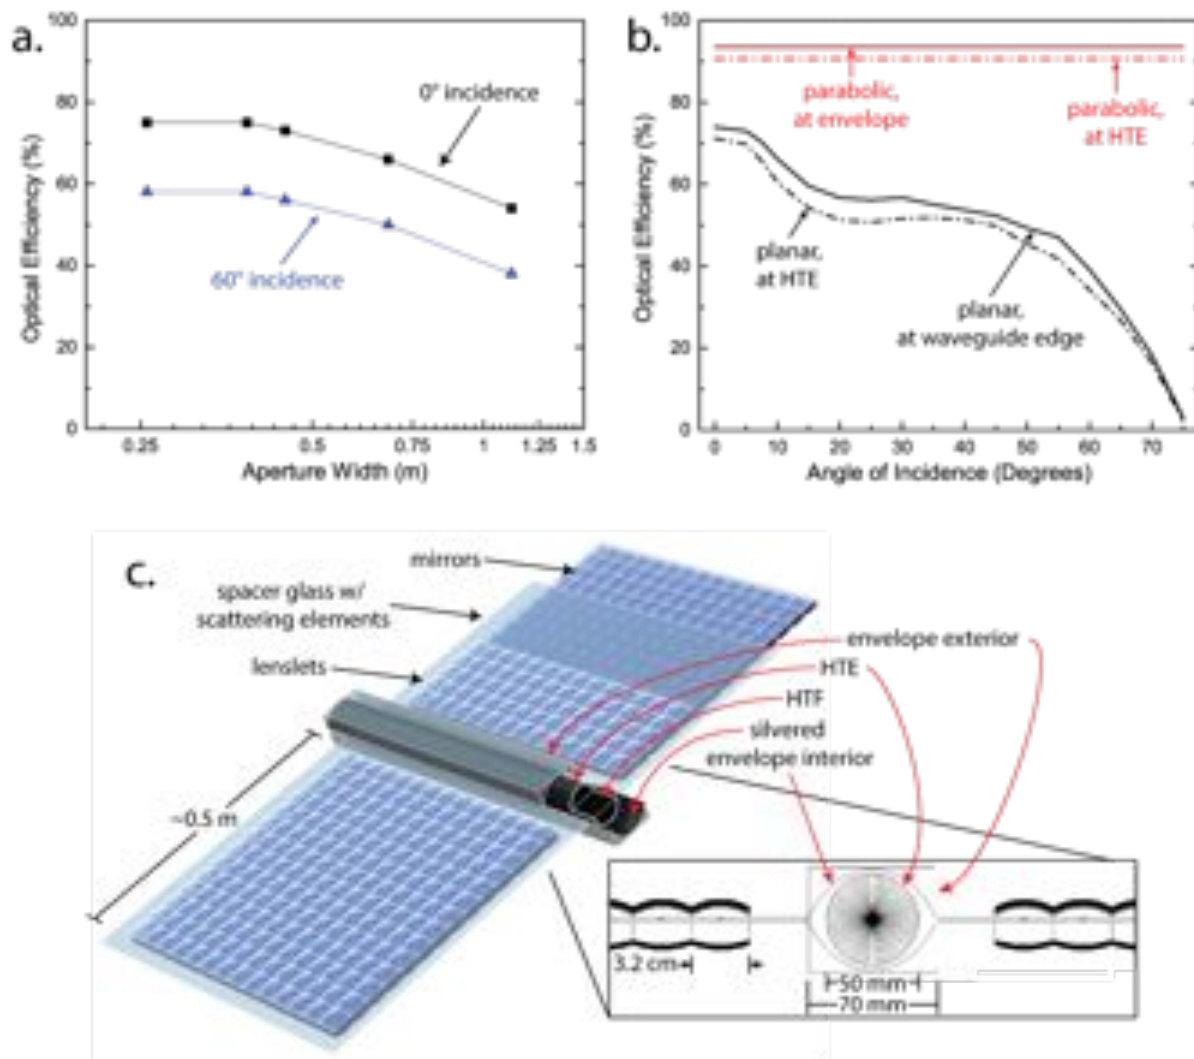 a.
100
80
60
40
20
0
Optical Efficiency (%)
0° incidence
60° incidence
0.25
0.5
0.75
1
1.25
1.5
Aperture Width (m)
b.
100
80
60
40
20
0
Optical Efficiency (%)
parabolic,
at envelope
parabolic,
at HTE
planar,
at HTE
planar,
at waveguide edge
0
10
20
30
40
50
60
70
Angle of Incidence (Degrees)
c.
mirrors
spacer glass w/
scattering elements
lenslets
envelope exterior
HTE
HTF
silvered
envelope interior
~0.5 m
3.2 cm
50 mm
70 mm